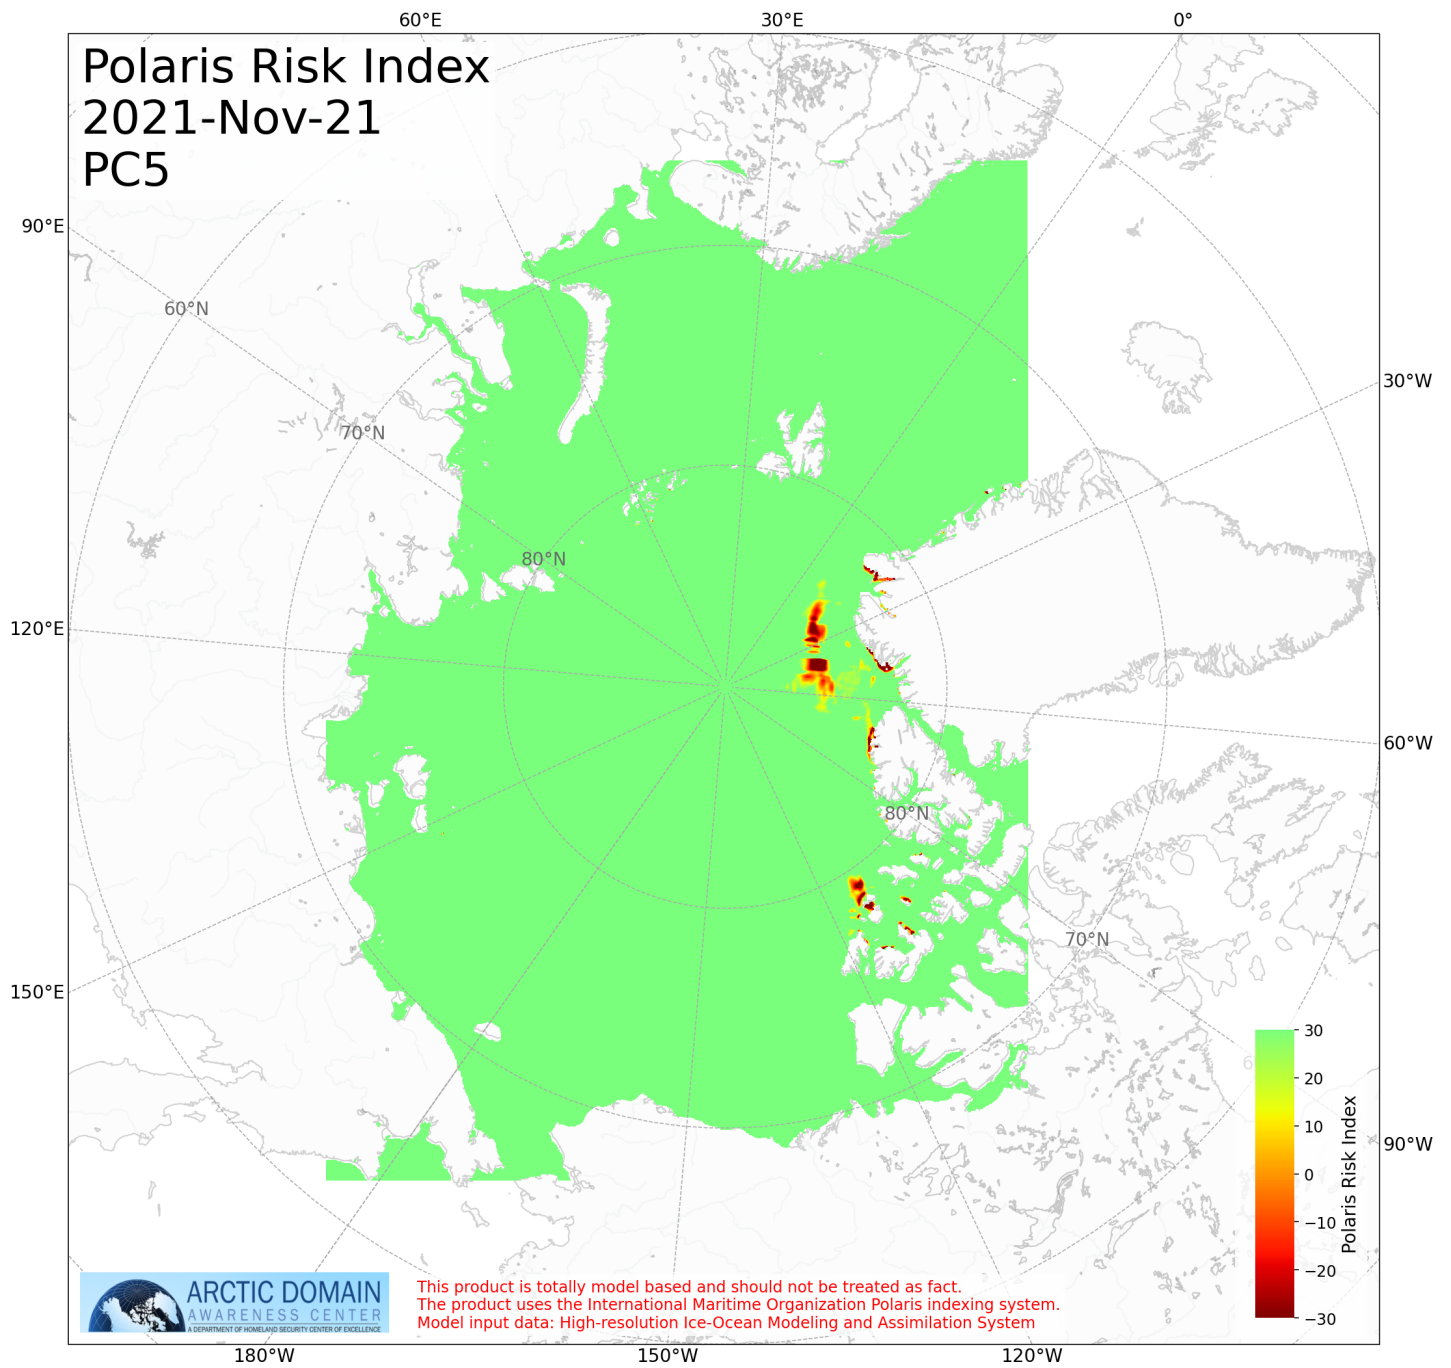 60°E 30°E 0°
Polaris Risk Index
2021-Nov-21
PC5
90°E
60°N
30°W
70°N
80°N
120°E
60°W
80°N
70°N
150°E
30
20
10
0
−10
−20
−30
Polaris Risk Index
90°W
ARCTIC DOMAIN
AWARENESS CENTER
A DEPARTMENT OF HOMELAND SECURITY CENTER OF EXCELLENCE
This product is totally model based and should not be treated as fact.
The product uses the International Maritime Organization Polaris indexing system.
Model input data: High-resolution Ice-Ocean Modeling and Assimilation System
180°W 150°W 120°W